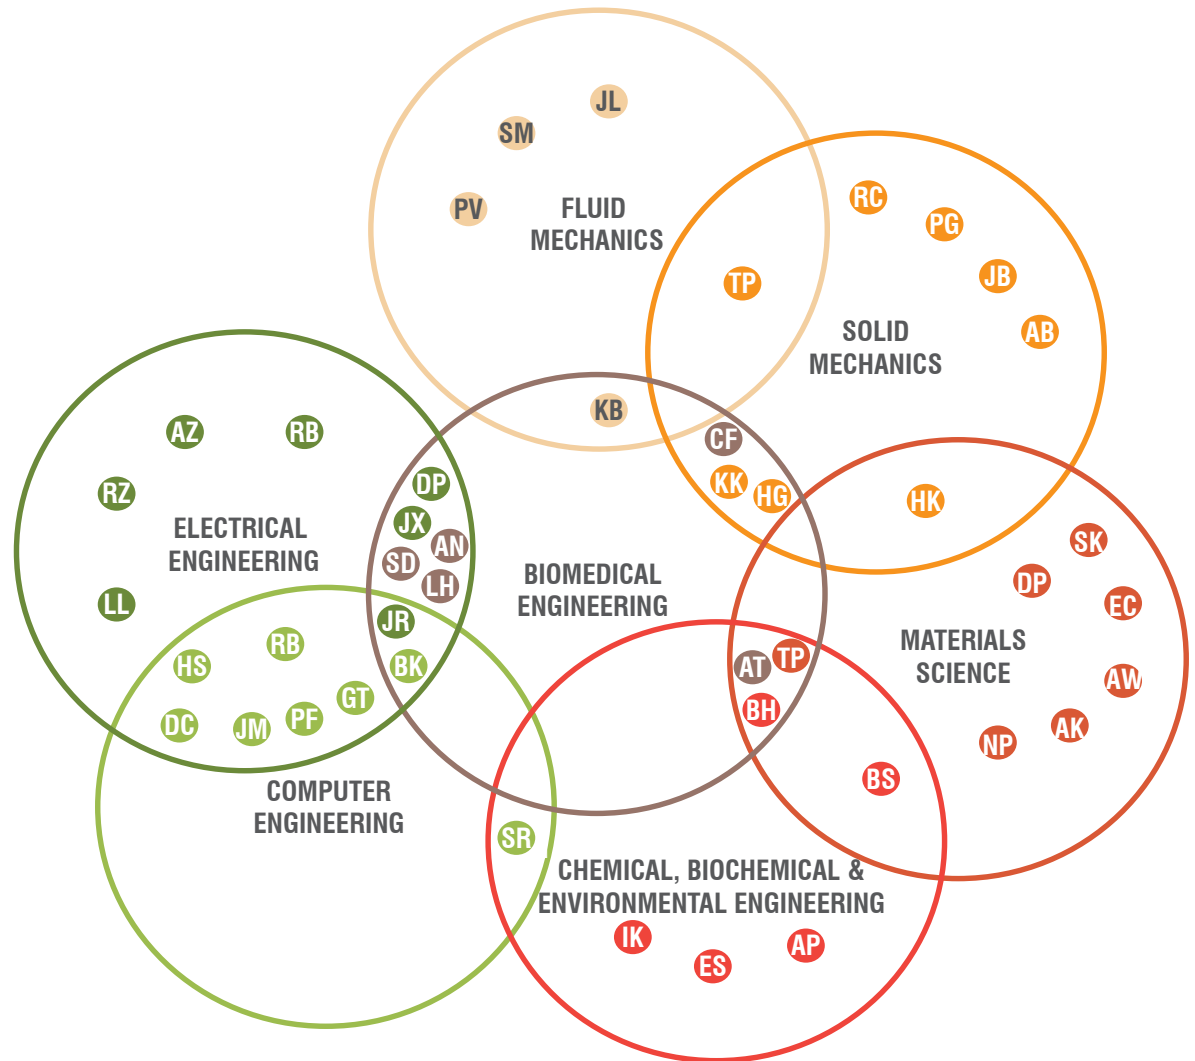 JL
SM
PV
FLUID
MECHANICS
RC
PG
TP
JB
AB
SOLID
MECHANICS
KB
CF
KK
HG
HK
AZ
RB
RZ
LL
ELECTRICAL
ENGINEERING
DP
JX
AN
SD
LH
JR
BK
BIOMEDICAL
ENGINEERING
SK
DP
EC
MATERIALS
SCIENCE
AW
AK
NP
AT
TP
BH
BS
RB
HS
GT
DC
JM
PF
COMPUTER
ENGINEERING
SR
CHEMICAL, BIOCHEMICAL &
ENVIRONMENTAL ENGINEERING
IK
ES
AP